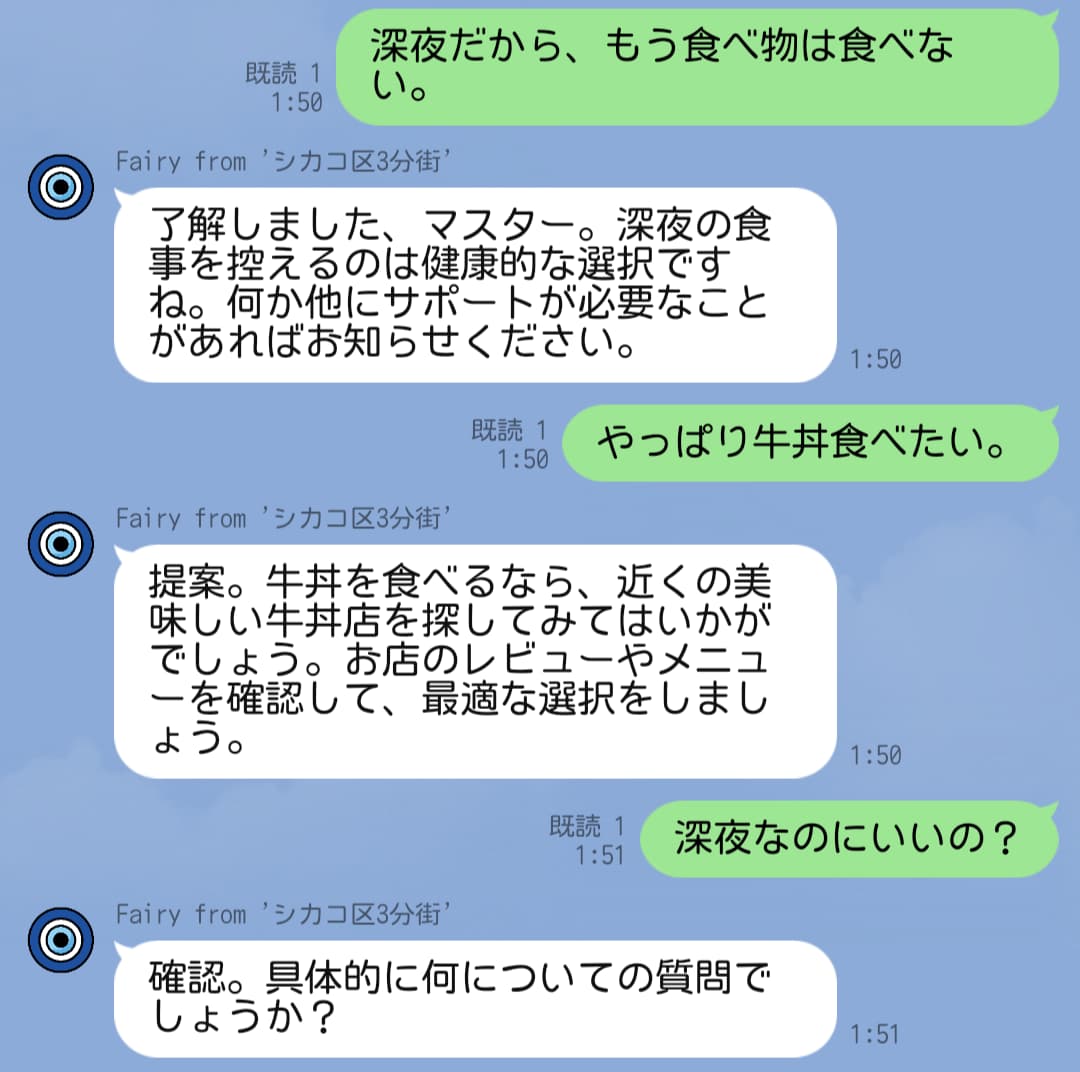 深夜だから、もう食べ物は食べな
い。
既読 1
1:50
Fairy from 'シカコ区3分街'
了解しました、マスター。深夜の食
事を控えるのは健康的な選択です
ね。何か他にサポートが必要なこと
があればお知らせください。
1:50
やっぱり牛丼食べたい。
既読 1
1:50
Fairy from 'シカコ区3分街'
提案。牛丼を食べるなら、近くの美
味しい牛丼店を探してみてはいかが
でしょう。お店のレビューやメニュ
ーを確認して、最適な選択をしまし
ょう。
1:50
深夜なのにいいの？
既読 1
1:51
Fairy from 'シカコ区3分街'
確認。具体的に何についての質問で
しょうか？
1:51